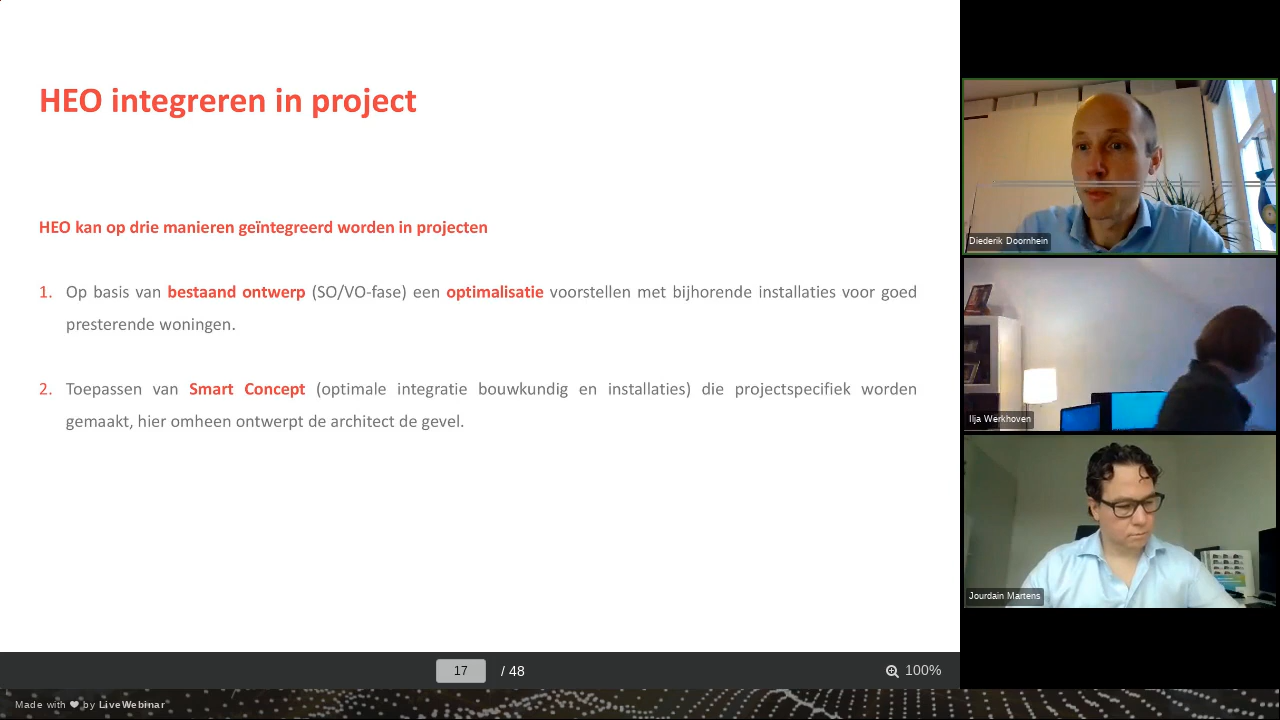 HEO integreren in project
HEO kan op drie manieren geïntegreerd worden in projecten
1. Op basis van bestaand ontwerp (SO/VO-fase) een optimalisatie voorstellen met bijhorende installaties voor goed
presterende woningen.
2. Toepassen van Smart Concept (optimale integratie bouwkundig en installaties) die projectspecifiek worden
gemaakt, hier omheen ontwerpt de architect de gevel.
17 / 48
100%
Made with ❤ by LiveWebinar
Diederik Doornhein
Ilja Werkhoven
Jourdain Martens